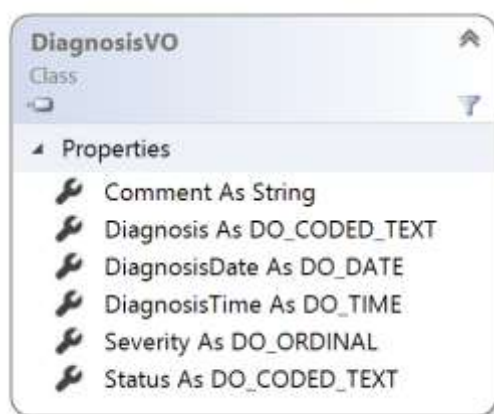 DiagnosisVO
Class
Properties
Comment As String
Diagnosis As DO_CODED_TEXT
DiagnosisDate As DO_DATE
DiagnosisTime As DO_TIME
Severity As DO_ORDINAL
Status As DO_CODED_TEXT